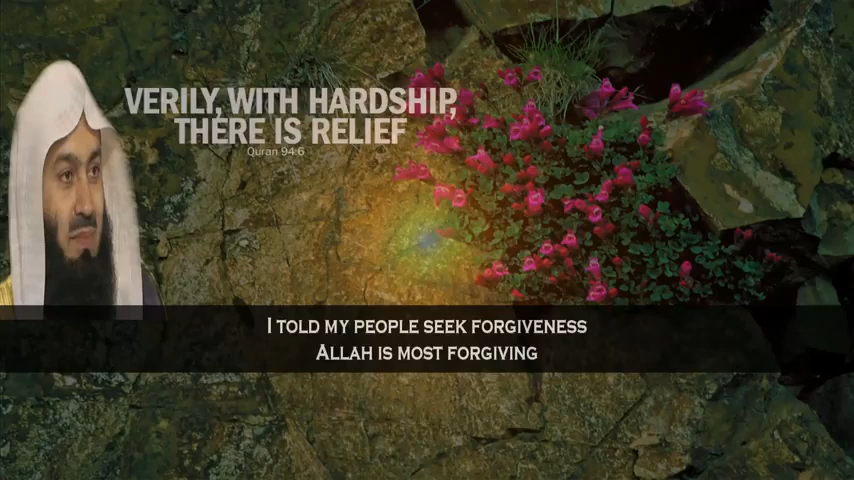 VERILY, WITH HARDSHIP,
THERE IS RELIEF
Quran 94:6
I TOLD MY PEOPLE SEEK FORGIVENESS
ALLAH IS MOST FORGIVING